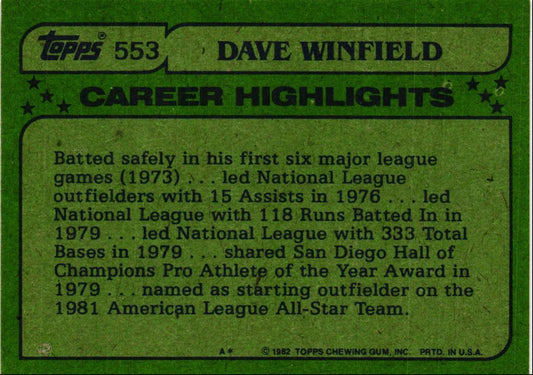 Topps® 553 DAVE WINFIELD
CAREER HIGHLIGHTS
Batted safely in his first six major league
games (1973) . . . led National League
outfielders with 15 Assists in 1976 . . . led
National League with 118 Runs Batted In in
1979 . . . led National League with 333 Total
Bases in 1979 . . . shared San Diego Hall of
Champions Pro Athlete of the Year Award in
1979 . . . named as starting outfielder on the
1981 American League All-Star Team.
A* © 1982 TOPPS CHEWING GUM, INC. PRTD. IN U.S.A.